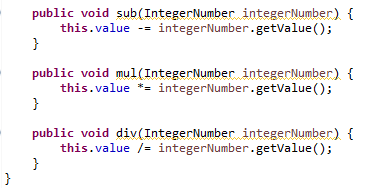 public void sub(IntegerNumber integerNumber) {
this.value -= integerNumber.getValue();
}
public void mul(IntegerNumber integerNumber) {
this.value *= integerNumber.getValue();
}
public void div(IntegerNumber integerNumber) {
this.value /= integerNumber.getValue();
}
}